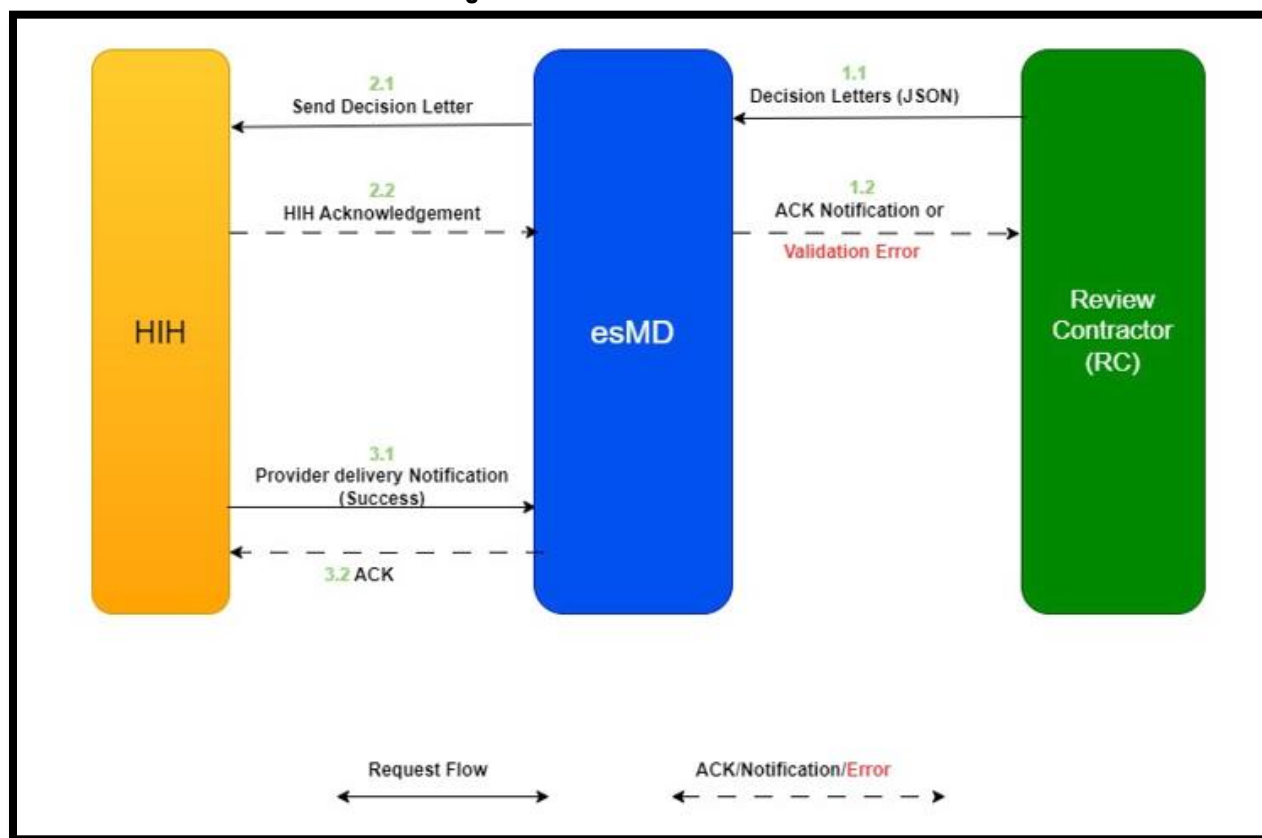 2.1
Send Decision Letter
1.1
Decision Letters (JSON)
2.2
HIH Acknowledgement
1.2
ACK Notification or
Validation Error
HIH
esMD
Review
Contractor
(RC)
3.1
Provider delivery Notification
(Success)
3.2 ACK
Request Flow
ACK/Notification/Error